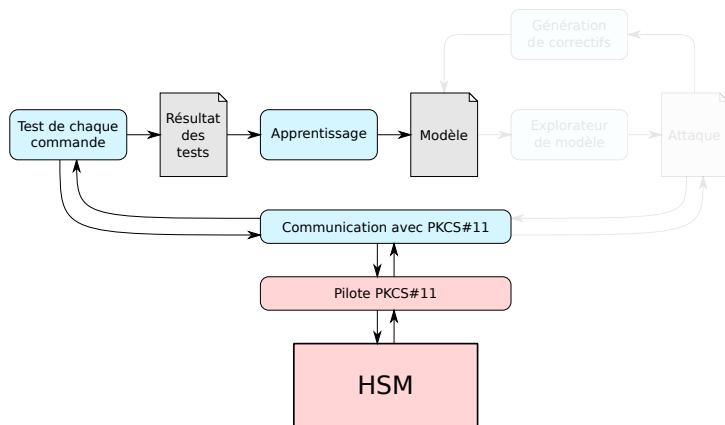 Génération
de correctifs
Test de chaque
commande
Résultat
des
tests
Apprentissage
Modèle
Explorateur
de modèle
Attaque
Communication avec PKCS#11
Pilote PKCS#11
HSM